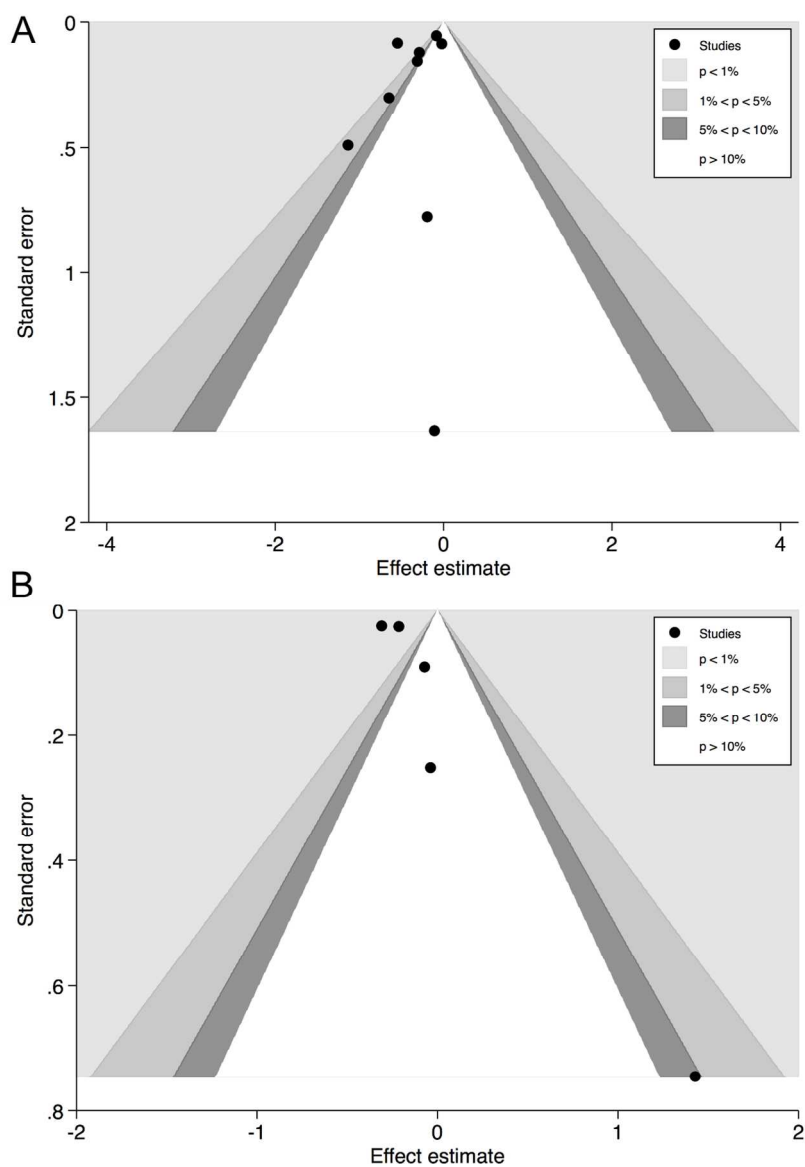 A
0
.5
1
1.5
2
Standard error
-4
-2
0
2
4
Effect estimate
Studies
p < 1%
1% < p < 5%
5% < p < 10%
p > 10%
B
0
.2
.4
.6
.8
Standard error
-2
-1
0
1
2
Effect estimate
Studies
p < 1%
1% < p < 5%
5% < p < 10%
p > 10%